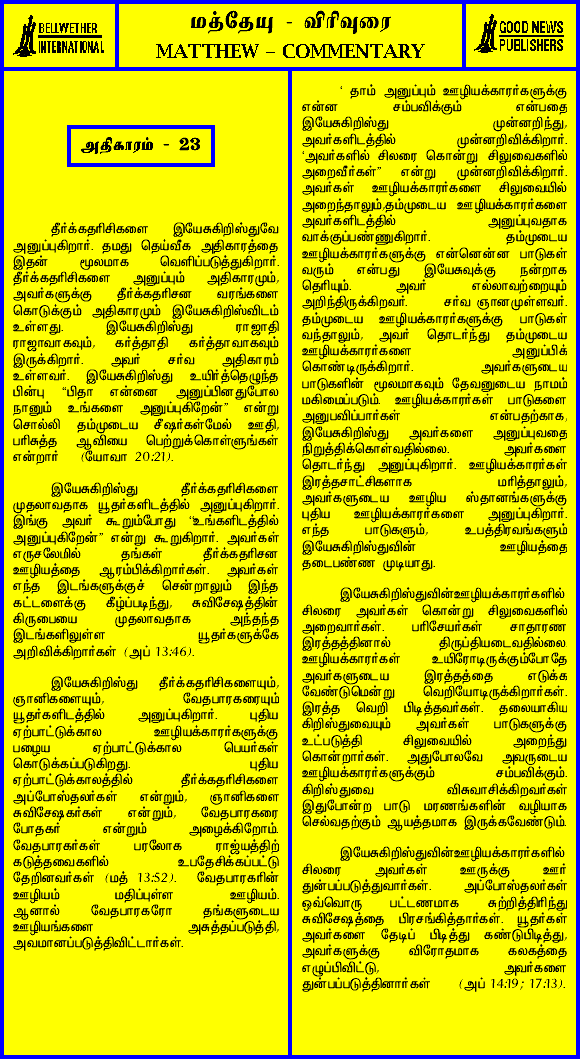 BELLWETHER
INTERNATIONAL
மத்தேயு - விரிவுரை
MATTHEW – COMMENTARY
GOOD NEWS
PUBLISHERS
அதிகாரம் - 23
தீர்க்கதரிசிகளை இயேசுகிறிஸ்துவே
அனுப்புகிறார். தமது தெய்வீக அதிகாரத்தை
இதன் மூலமாக வெளிப்படுத்துகிறார்.
தீர்க்கதரிசிகளை அனுப்பும் அதிகாரமும்,
அவர்களுக்கு தீர்க்கதரிசன வரங்களை
கொடுக்கும் அதிகாரமும் இயேசுகிறிஸ்விடம்
உள்ளது. இயேசுகிறிஸ்து ராஜாதி
ராஜாவாகவும், கர்த்தாதி கர்த்தாவாகவும்
இருக்கிறார். அவர் சர்வ அதிகாரம்
உள்ளவர். இயேசுகிறிஸ்து உயிர்த்தெழுந்த
பின்பு “பிதா என்னை அனுப்பினதுபோல
நானும் உங்களை அனுப்புகிறேன்” என்று
சொல்லி தம்முடைய சீஷர்கள்மேல் ஊதி,
பரிசுத்த ஆவியை பெற்றுக்கொள்ளுங்கள்
என்றார் (யோவா 20:21).
இயேசுகிறிஸ்து தீர்க்கதரிசிகளை
முதலாவதாக யூதர்களிடத்தில் அனுப்புகிறார்.
இங்கு அவர் கூறும்போது “உங்களிடத்தில்
அனுப்புகிறேன்” என்று கூறுகிறார். அவர்கள்
எருசலேமில் தங்கள் தீர்க்கதரிசன
ஊழியத்தை ஆரம்பிக்கிறார்கள். அவர்கள்
எந்த இடங்களுக்குச் சென்றாலும் இந்த
கட்டளைக்கு கீழ்ப்படிந்து, சுவிசேஷத்தின்
கிருபையை முதலாவதாக அந்தந்த
இடங்களிலுள்ள யூதர்களுக்கே
அறிவிக்கிறார்கள் (அப் 13:46).
இயேசுகிறிஸ்து தீர்க்கதரிசிகளையும்,
ஞானிகளையும், வேதபாரகரையும்
யூதர்களிடத்தில் அனுப்புகிறார். புதிய
ஏற்பாட்டுக்கால ஊழியக்காரர்களுக்கு
பழைய ஏற்பாட்டுக்கால பெயர்கள்
கொடுக்கப்படுகிறது. புதிய
ஏற்பாட்டுக்காலத்தில் தீர்க்கதரிசிகளை
அப்போஸ்தலர்கள் என்றும், ஞானிகளை
சுவிசேஷகர்கள் என்றும், வேதபாரகரை
போதகர் என்றும் அழைக்கிறோம்.
வேதபாரகர்கள் பரலோக ராஜ்யத்திற்
கடுத்தவைகளில் உபதேசிக்கப்பட்டு
தேறினவர்கள் (மத் 13:52). வேதபாரகரின்
ஊழியம் மதிப்புள்ள ஊழியம்.
ஆனால் வேதபாரகரோ தங்களுடைய
ஊழியங்களை அசுத்தப்படுத்தி,
அவமானப்படுத்திவிட்டார்கள்.
‘ தாம் அனுப்பும் ஊழியக்காரர்களுக்கு
என்ன சம்பவிக்கும் என்பதை
இயேசுகிறிஸ்து முன்னறிந்து,
அவர்களிடத்தில் முன்னறிவிக்கிறார்.
‘அவர்களில் சிலரை கொன்று சிலுவைகளில்
அறைவீர்கள்” என்று முன்னறிவிக்கிறார்.
அவர்கள் ஊழியக்காரர்களை சிலுவையில்
அறைந்தாலும்,தம்முடைய ஊழியக்காரர்களை
அவர்களிடத்தில் அனுப்புவதாக
வாக்குப்பண்ணுகிறார். தம்முடைய
ஊழியக்காரர்களுக்கு என்னென்ன பாடுகள்
வரும் என்பது இயேசுவுக்கு நன்றாக
தெரியும். அவர் எல்லாவற்றையும்
அறிந்திருக்கிறவர். சர்வ ஞானமுள்ளவர்.
தம்முடைய ஊழியக்காரர்களுக்கு பாடுகள்
வந்தாலும், அவர் தொடர்ந்து தம்முடைய
ஊழியக்காரர்களை அனுப்பிக்
கொண்டிருக்கிறார். அவர்களுடைய
பாடுகளின் மூலமாகவும் தேவனுடைய நாமம்
மகிமைப்படும். ஊழியக்காரர்கள் பாடுகளை
அனுபவிப்பார்கள் என்பதற்காக,
இயேசுகிறிஸ்து அவர்களை அனுப்புவதை
நிறுத்திக்கொள்வதில்லை. அவர்களை
தொடர்ந்து அனுப்புகிறார். ஊழியக்காரர்கள்
இரத்தசாட்சிகளாக மரித்தாலும்,
அவர்களுடைய ஊழிய ஸ்தானங்களுக்கு
புதிய ஊழியக்காரர்களை அனுப்புகிறார்.
எந்த பாடுகளும், உபத்திரவங்களும்
இயேசுகிறிஸ்துவின் ஊழியத்தை
தடைபண்ண முடியாது.
இயேசுகிறிஸ்துவின்ஊழியக்காரர்களில்
சிலரை அவர்கள் கொன்று சிலுவைகளில்
அறைவார்கள். பரிசேயர்கள் சாதாரண
இரத்தத்தினால் திருப்தியடைவதில்லை.
ஊழியக்காரர்கள் உயிரோடிருக்கும்போதே
அவர்களுடைய இரத்தத்தை எடுக்க
வேண்டுமென்று வெறியோடிருக்கிறார்கள்.
இரத்த வெறி பிடித்தவர்கள். தலையாகிய
கிறிஸ்துவையும் அவர்கள் பாடுகளுக்கு
உட்படுத்தி சிலுவையில் அறைந்து
கொன்றார்கள். அதுபோலவே அவருடைய
ஊழியக்காரர்களுக்கும் சம்பவிக்கும்.
கிறிஸ்துவை விசுவாசிக்கிறவர்கள்
இதுபோன்ற பாடு மரணங்களின் வழியாக
செல்வதற்கும் ஆயத்தமாக இருக்கவேண்டும்.
இயேசுகிறிஸ்துவின்ஊழியக்காரர்களில்
சிலரை அவர்கள் ஊருக்கு ஊர்
துன்பப்படுத்துவார்கள். அப்போஸ்தலர்கள்
ஒவ்வொரு பட்டணமாக சுற்றித்திரிந்து
சுவிசேஷத்தை பிரசங்கித்தார்கள். யூதர்கள்
அவர்களை தேடிப் பிடித்து கண்டுபிடித்து,
அவர்களுக்கு விரோதமாக கலகத்தை
எழுப்பிவிட்டு, அவர்களை
துன்பப்படுத்தினார்கள் (அப் 14:19; 17:13).